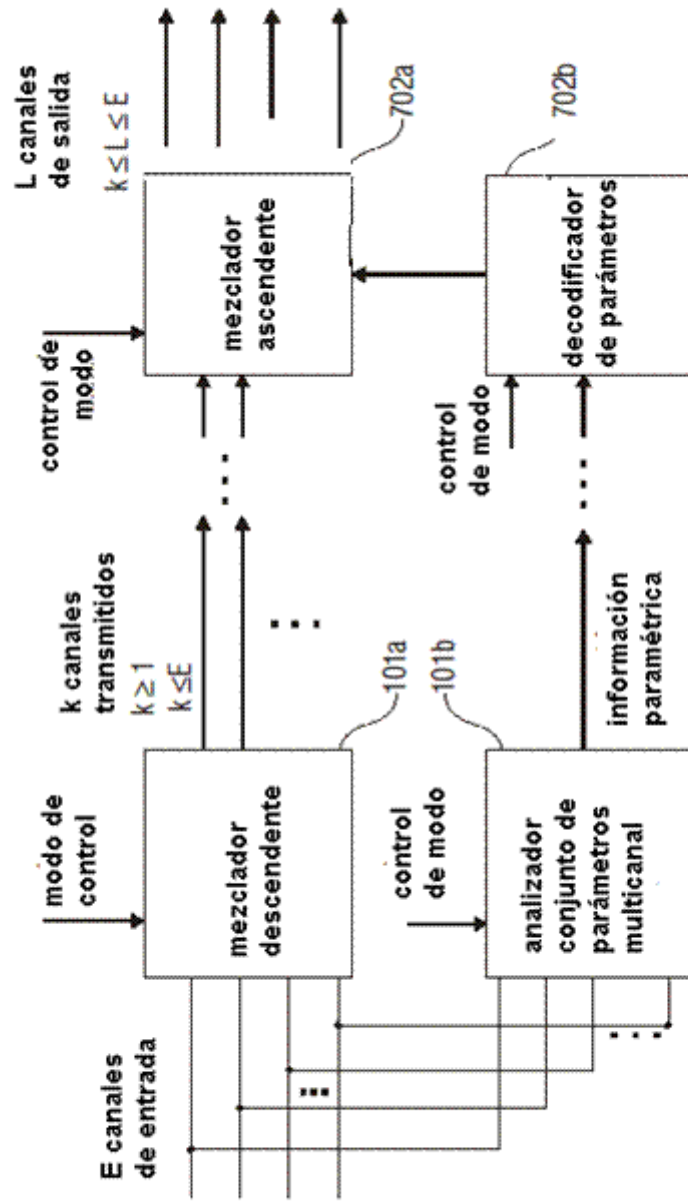 E canales
de entrada
modo de
control
mezclador
descendente
101a
k canales
transmitidos
k ≥ 1
k ≤ E
control de
modo
mezclador
ascendente
702a
L canales
de salida
k ≤ L ≤ E
control
de modo
analizador
conjunto de
parámetros
multicanal
101b
información
paramétrica
control
de modo
decodificador
de parámetros
702b